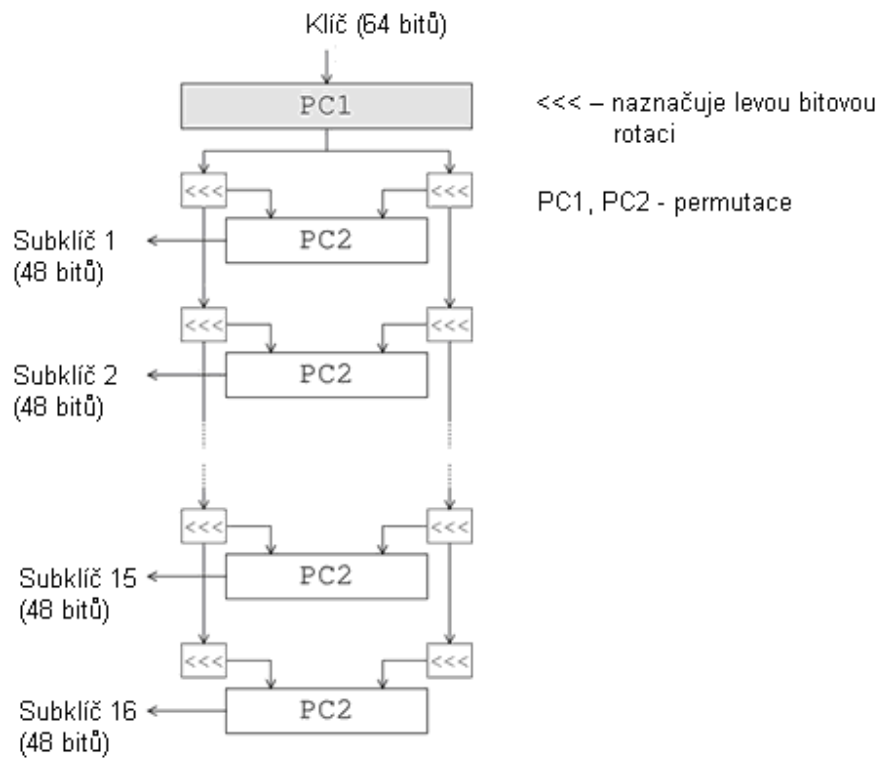 Klíč (64 bitů)
PC1
<<< – naznačuje levou bitovou
rotaci
<<<
<<<
PC1, PC2 - permutace
PC2
Subklíč 1
(48 bitů)
<<<
<<<
PC2
Subklíč 2
(48 bitů)
<<<
<<<
PC2
Subklíč 15
(48 bitů)
<<<
<<<
PC2
Subklíč 16
(48 bitů)